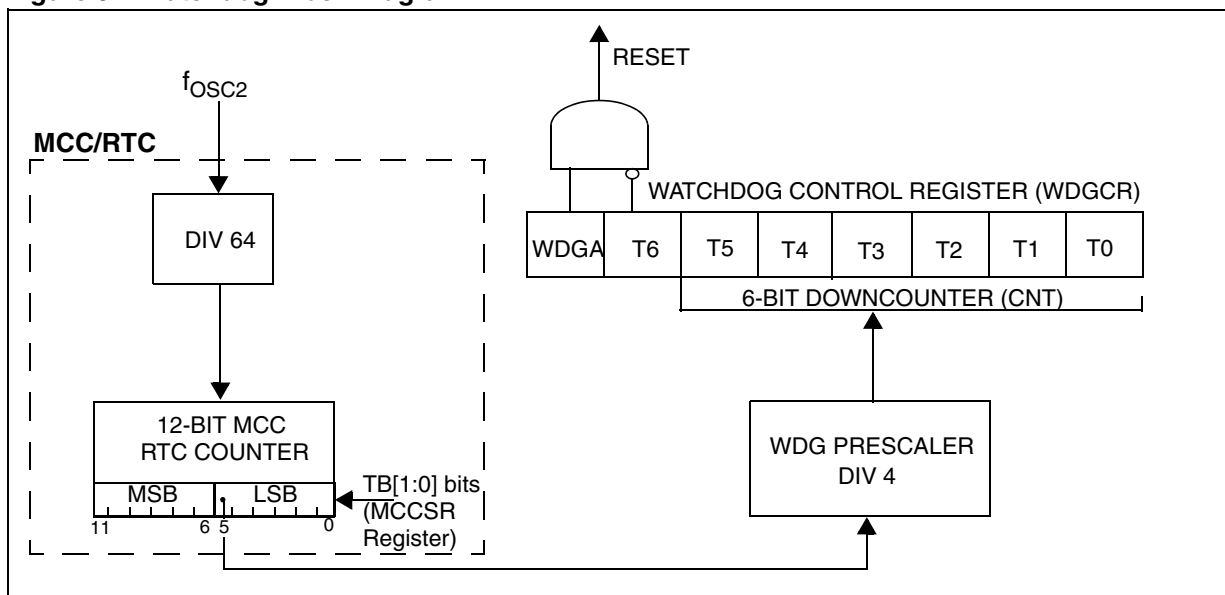 RESET
fOSC2
MCC/RTC
DIV 64
WATCHDOG CONTROL REGISTER (WDGCR)
WDGA T6 T5 T4 T3 T2 T1 T0
6-BIT DOWNCOUNTER (CNT)
12-BIT MCC
RTC COUNTER
MSB LSB
11 6 5 0
TB[1:0] bits
(MCCSR
Register)
WDG PRESCALER
DIV 4